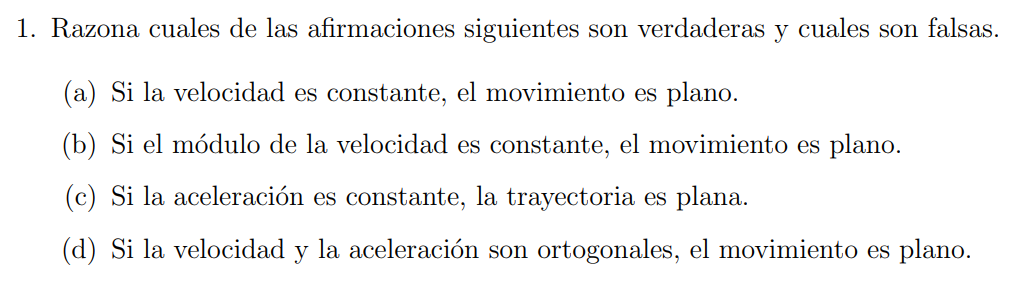 1. Razona cuales de las afirmaciones siguientes son verdaderas y cuales son falsas.
(a) Si la velocidad es constante, el movimiento es plano.
(b) Si el módulo de la velocidad es constante, el movimiento es plano.
(c) Si la aceleración es constante, la trayectoria es plana.
(d) Si la velocidad y la aceleración son ortogonales, el movimiento es plano.